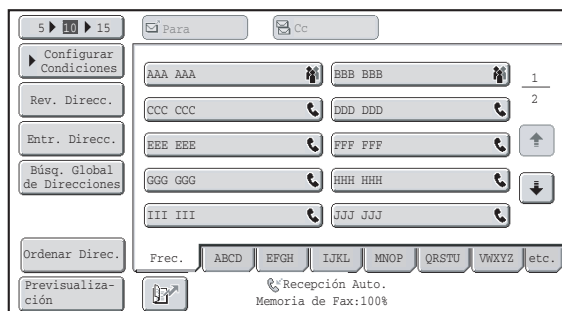 5 10 15
Para
Cc
Configurar
Condiciones
Rev. Direcc.
Entr. Direcc.
Búsq. Global
de Direcciones
Ordenar Direc.
Previsualiza-
ción
AAA AAA
BBB BBB
CCC CCC
DDD DDD
EEE EEE
FFF FFF
GGG GGG
HHH HHH
III III
JJJ JJJ
1
2
Frec.
ABCD
EFGH
IJKL
MNOP
QRSTU
VWXYZ
etc.
Recepción Auto.
Memoria de Fax:100%